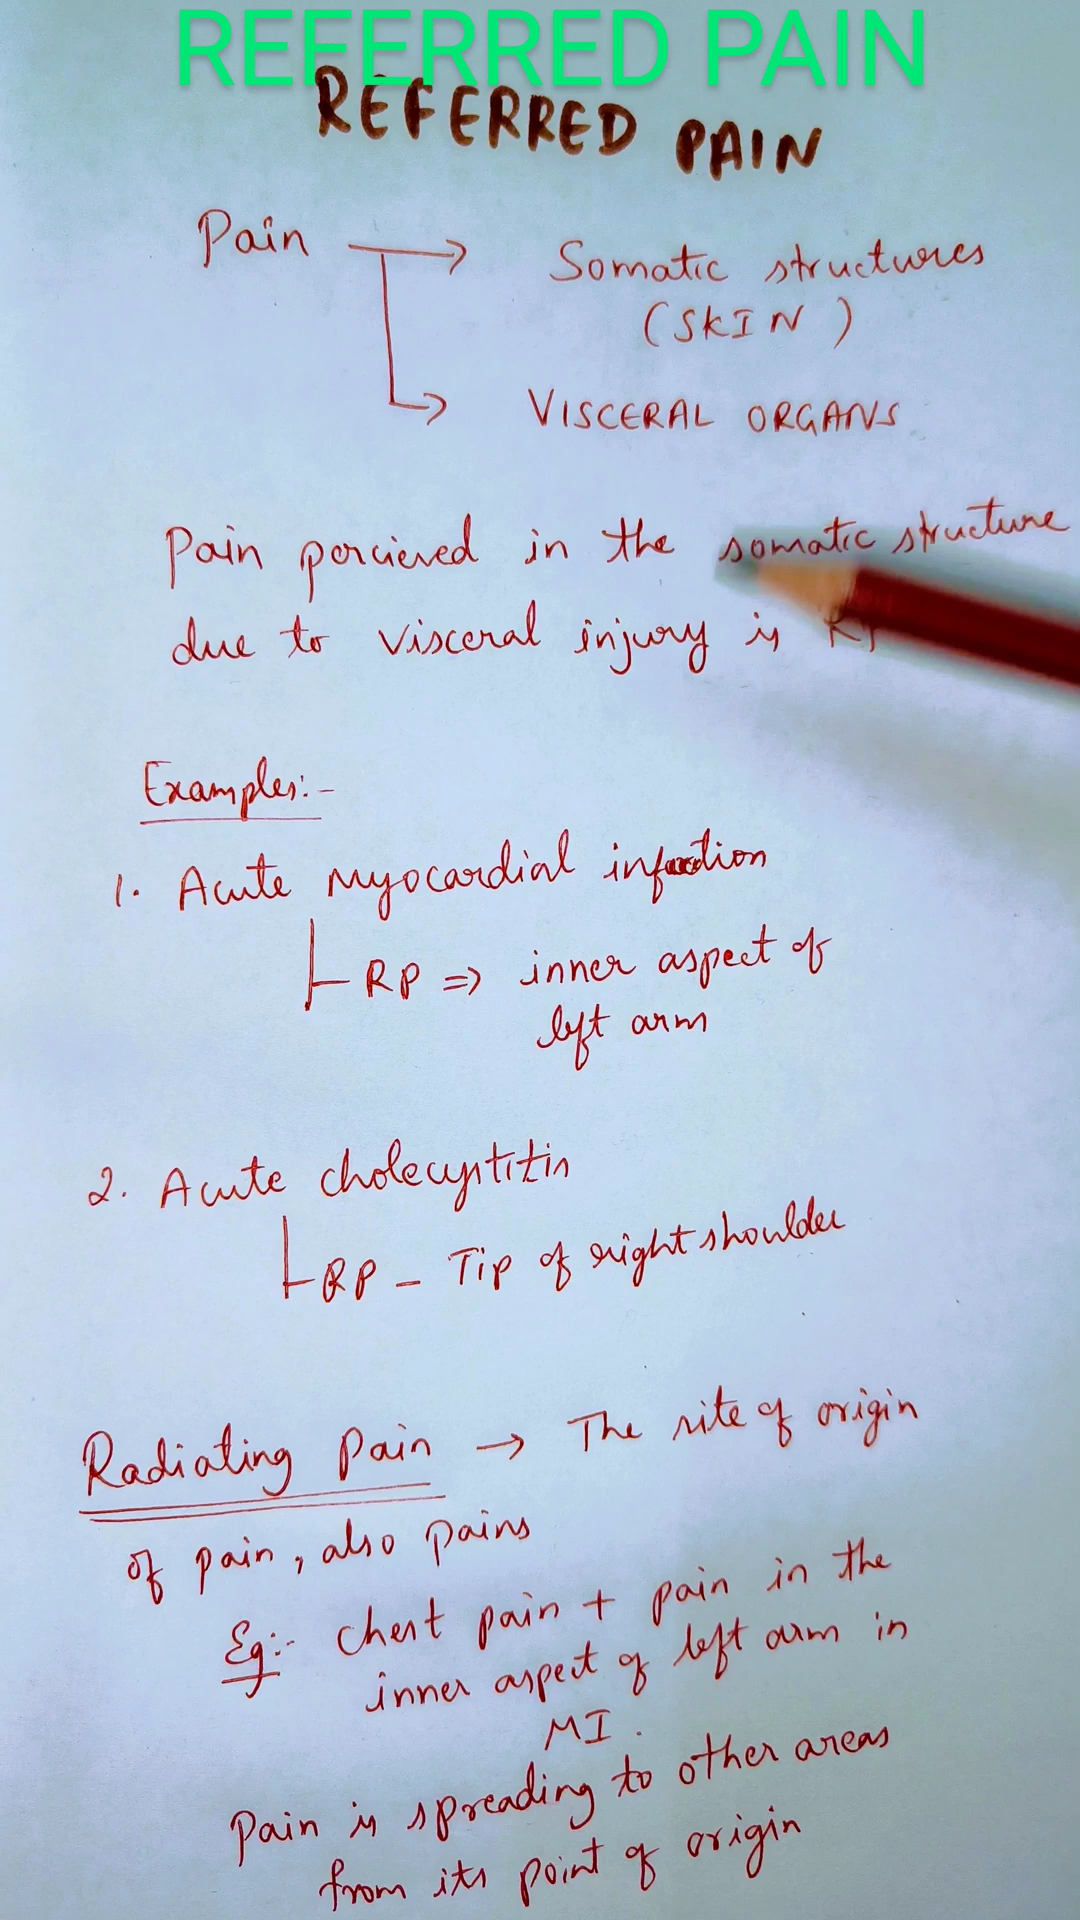 REFERRED PAIN
REFERRED PAIN
Pain → Somatic structures
(SKIN)
→ VISCERAL ORGANS
Pain percieved in the somatic structure
due to visceral injury is
Examples:-
1. Acute Myocardial infarction
RP ⇒ inner aspect of
left arm
2. Acute cholecystitis
RP - Tip of right shoulder
Radiating Pain → The site of origin
of pain, also pains
Eg:- Chest pain + pain in the
inner aspect of left arm in
MI.
Pain is spreading to other areas
from its point of origin